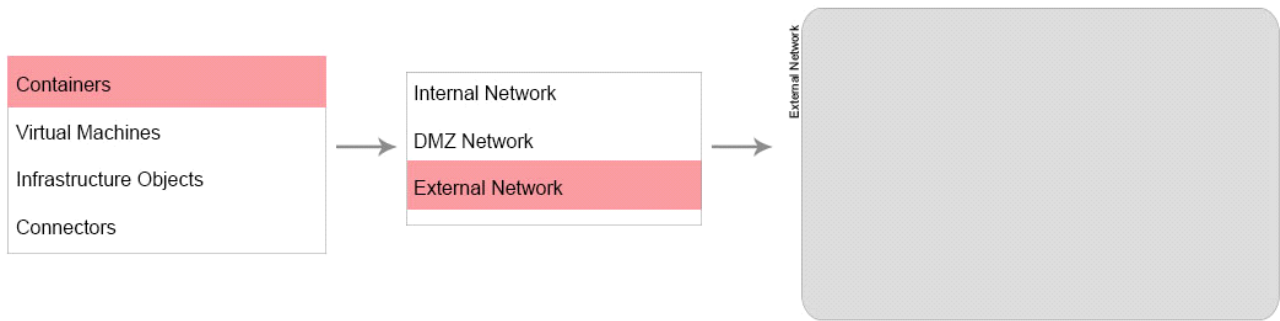 Containers
Virtual Machines
Infrastructure Objects
Connectors
Internal Network
DMZ Network
External Network
External Network